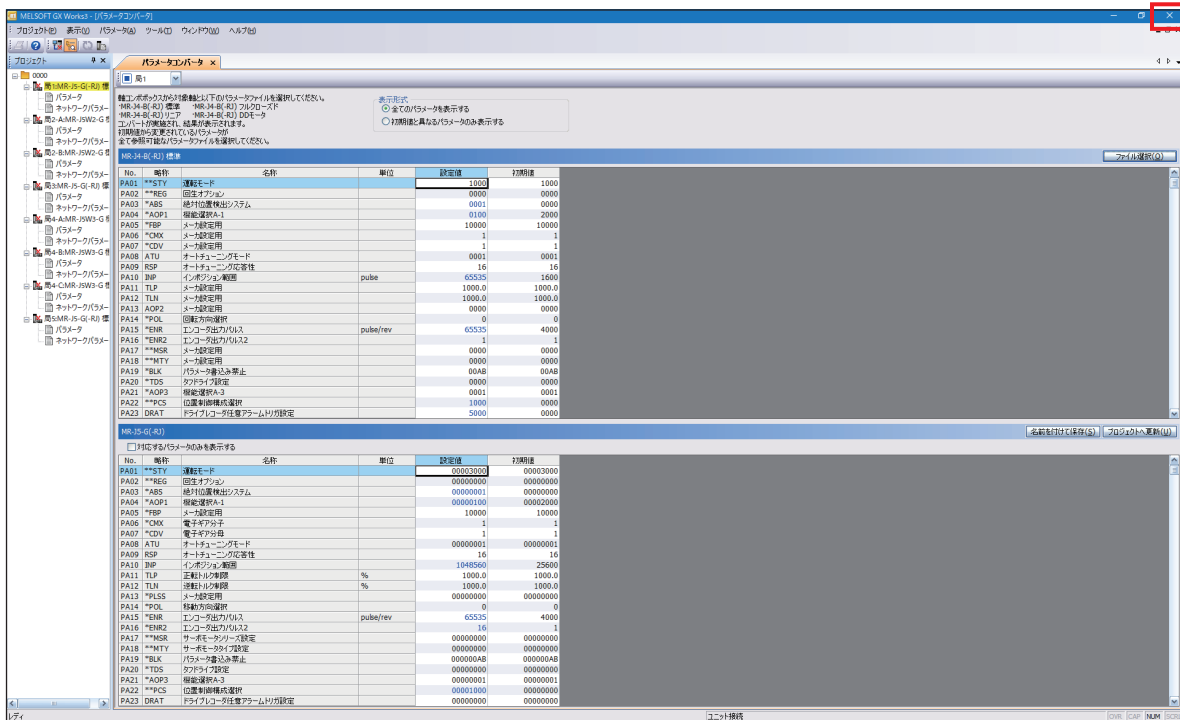 MELSOFT GX Works3 - [パラメータコンバータ]
プロジェクト(P) 表示(V) パラメータ(A) ツール(T) ウィンドウ(W) ヘルプ(H)
プロジェクト
パラメータコンバータ ×
0000
局1:MR-J5-G(-RJ) 標
パラメータ
ネットワークパラメー
局2-A:MR-J5W2-G 標
パラメータ
ネットワークパラメー
局2-B:MR-J5W2-G 標
パラメータ
ネットワークパラメー
局3:MR-J5-G(-RJ) 標
パラメータ
ネットワークパラメー
局4-A:MR-J5W3-G 標
パラメータ
ネットワークパラメー
局4-B:MR-J5W3-G 標
パラメータ
ネットワークパラメー
局4-C:MR-J5W3-G 標
パラメータ
ネットワークパラメー
局5:MR-J5-G(-RJ) 標
パラメータ
ネットワークパラメー
局1
軸コンボボックスから対象軸と以下のパラメータファイルを選択してください。
・MR-J4-B(-RJ) 標準 ・MR-J4-B(-RJ) フルクローズド
・MR-J4-B(-RJ) リニア ・MR-J4-B(-RJ) DDモータ
コンバートが実施され、結果が表示されます。
初期値から変更されているパラメータが
全て参照可能なパラメータファイルを選択してください。
表示形式
全てのパラメータを表示する
初期値と異なるパラメータのみ表示する
MR-J4-B(-RJ) 標準 ファイル選択(O)
No. 略称 名称 単位 設定値 初期値
PA01 **STY 運転モード 1000 1000
PA02 **REG 回生オプション 0000 0000
PA03 *ABS 絶対位置検出システム 0001 0000
PA04 *AOP1 機能選択A-1 0100 2000
PA05 *FBP メーカ設定用 10000 10000
PA06 *CMX メーカ設定用 1 1
PA07 *CDV メーカ設定用 1 1
PA08 ATU オートチューニングモード 0001 0001
PA09 RSP オートチューニング応答性 16 16
PA10 INP インポジション範囲 pulse 65535 1600
PA11 TLP メーカ設定用 1000.0 1000.0
PA12 TLN メーカ設定用 1000.0 1000.0
PA13 AOP2 メーカ設定用 0000 0000
PA14 *POL 回転方向選択 0 0
PA15 *ENR エンコーダ出力パルス pulse/rev 65535 4000
PA16 *ENR2 エンコーダ出力パルス2 1 1
PA17 **MSR メーカ設定用 0000 0000
PA18 **MTY メーカ設定用 0000 0000
PA19 *BLK パラメータ書込み禁止 00AB 00AB
PA20 *TDS タフドライブ設定 0000 0000
PA21 *AOP3 機能選択A-3 0001 0001
PA22 **PCS 位置制御構成選択 1000 0000
PA23 DRAT ドライブレコーダ任意アラームトリガ設定 5000 0000
MR-J5-G(-RJ) 名前を付けて保存(S) プロジェクトへ更新(U)
対応するパラメータのみを表示する
No. 略称 名称 単位 設定値 初期値
PA01 **STY 運転モード 00003000 00003000
PA02 **REG 回生オプション 00000000 00000000
PA03 *ABS 絶対位置検出システム 00000001 00000000
PA04 *AOP1 機能選択A-1 00000100 00002000
PA05 *FBP メーカ設定用 10000 10000
PA06 *CMX 電子ギア分子 1 1
PA07 *CDV 電子ギア分母 1 1
PA08 ATU オートチューニングモード 00000001 00000001
PA09 RSP オートチューニング応答性 16 16
PA10 INP インポジション範囲 1048560 25600
PA11 TLP 正転トルク制限 % 1000.0 1000.0
PA12 TLN 逆転トルク制限 % 1000.0 1000.0
PA13 *PLSS メーカ設定用 00000000 00000000
PA14 *POL 移動方向選択 0 0
PA15 *ENR エンコーダ出力パルス pulse/rev 65535 4000
PA16 *ENR2 エンコーダ出力パルス2 16 1
PA17 **MSR サーボモータシリーズ設定 00000000 00000000
PA18 **MTY サーボモータタイプ設定 00000000 00000000
PA19 *BLK パラメータ書込み禁止 000000AB 000000AB
PA20 *TDS タフドライブ設定 00000000 00000000
PA21 *AOP3 機能選択A-3 00000001 00000001
PA22 **PCS 位置制御構成選択 00001000 00000000
PA23 DRAT ドライブレコーダ任意アラームトリガ設定 00000000 00000000
レディ ユニット接続 OVR CAP NUM SCRL